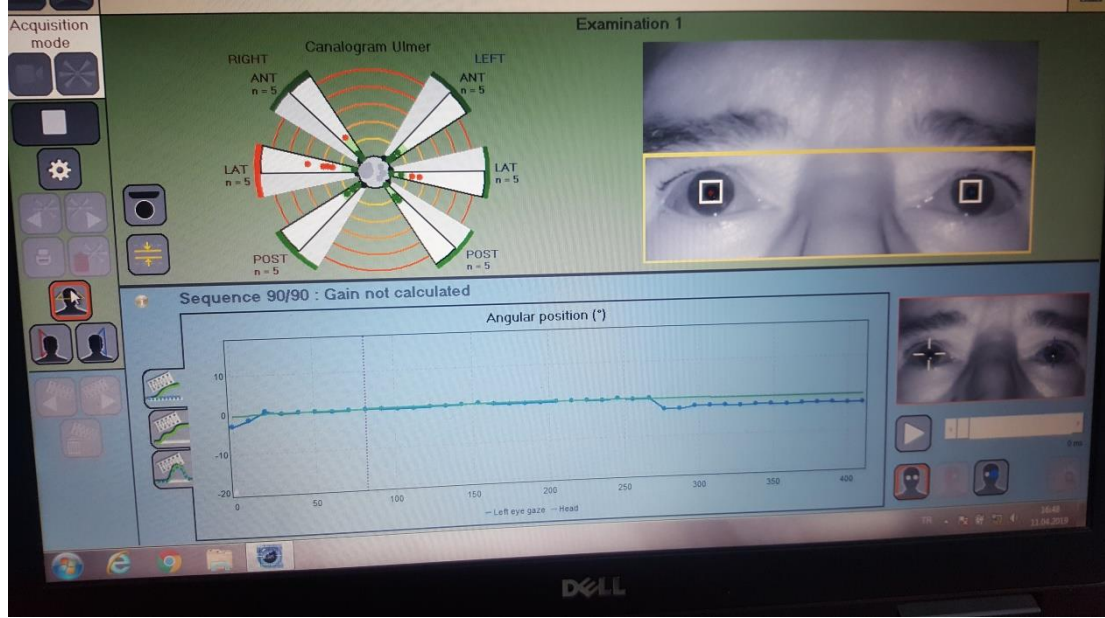 Acquisition
mode
Examination 1
Canalogram Ulmer
RIGHT
LEFT
ANT
n = 5
ANT
n = 5
LAT
n = 5
LAT
n = 5
POST
n = 5
POST
n = 5
Sequence 90/90 : Gain not calculated
Angular position (°)
10
0
-10
-20
0
50
100
150
200
250
300
350
400
Left eye gaze
Head
0 ms
TR
16:48
11.04.2019
DELL